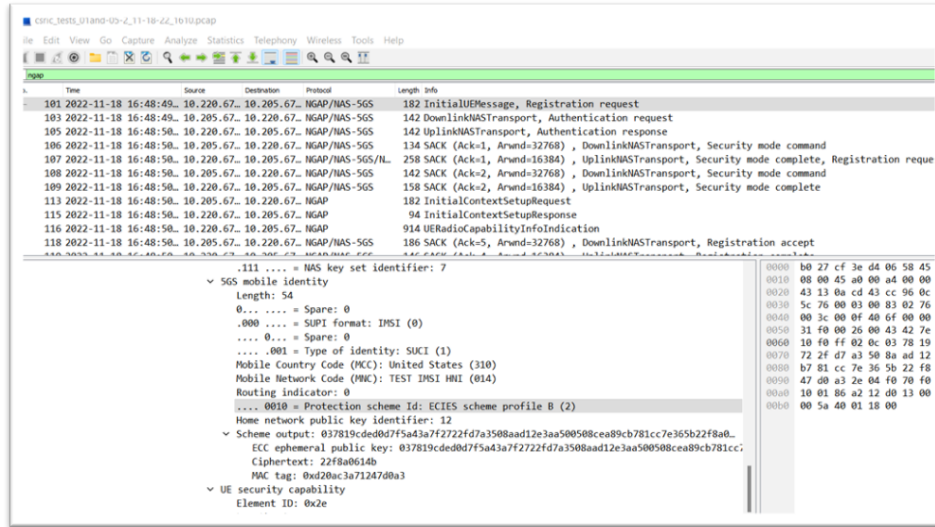 csric_tests_01and-05-2_11-18-22_1610.pcap
File Edit View Go Capture Analyze Statistics Telephony Wireless Tools Help
ngap
Time Source Destination Protocol Length Info
101 2022-11-18 16:48:49… 10.220.67… 10.205.67… NGAP/NAS-5GS 182 InitialUEMessage, Registration request
103 2022-11-18 16:48:49… 10.205.67… 10.220.67… NGAP/NAS-5GS 142 DownlinkNASTransport, Authentication request
105 2022-11-18 16:48:50… 10.220.67… 10.205.67… NGAP/NAS-5GS 142 UplinkNASTransport, Authentication response
106 2022-11-18 16:48:50… 10.205.67… 10.220.67… NGAP/NAS-5GS 134 SACK (Ack=1, Arwnd=32768) , DownlinkNASTransport, Security mode command
107 2022-11-18 16:48:50… 10.220.67… 10.205.67… NGAP/NAS-5GS/N… 258 SACK (Ack=1, Arwnd=16384) , UplinkNASTransport, Security mode complete, Registration reque
108 2022-11-18 16:48:50… 10.205.67… 10.220.67… NGAP/NAS-5GS 142 SACK (Ack=2, Arwnd=32768) , DownlinkNASTransport, Security mode command
109 2022-11-18 16:48:50… 10.220.67… 10.205.67… NGAP/NAS-5GS 158 SACK (Ack=2, Arwnd=16384) , UplinkNASTransport, Security mode complete
113 2022-11-18 16:48:50… 10.205.67… 10.220.67… NGAP 182 InitialContextSetupRequest
115 2022-11-18 16:48:50… 10.220.67… 10.205.67… NGAP 94 InitialContextSetupResponse
116 2022-11-18 16:48:50… 10.220.67… 10.205.67… NGAP 914 UERadioCapabilityInfoIndication
118 2022-11-18 16:48:50… 10.205.67… 10.220.67… NGAP/NAS-5GS 186 SACK (Ack=5, Arwnd=32768) , DownlinkNASTransport, Registration accept
.111 .... = NAS key set identifier: 7
5GS mobile identity
Length: 54
0... .... = Spare: 0
.000 .... = SUPI format: IMSI (0)
.... 0... = Spare: 0
.... .001 = Type of identity: SUCI (1)
Mobile Country Code (MCC): United States (310)
Mobile Network Code (MNC): TEST IMSI HNI (014)
Routing indicator: 0
.... 0010 = Protection scheme Id: ECIES scheme profile B (2)
Home network public key identifier: 12
Scheme output: 037819cded0d7f5a43a7f2722fd7a3508aad12e3aa500508cea89cb781cc7e365b22f8a0…
ECC ephemeral public key: 037819cded0d7f5a43a7f2722fd7a3508aad12e3aa500508cea89cb781cc7
Ciphertext: 22f8a0614b
MAC tag: 0xd20ac3a71247d0a3
UE security capability
Element ID: 0x2e
0000 b0 27 cf 3e d4 06 58 45
0010 08 00 45 a0 00 a4 00 00
0020 43 13 0a cd 43 cc 96 0c
0030 5c 76 00 03 00 83 02 76
0040 00 3c 00 0f 40 6f 00 00
0050 31 f0 00 26 00 43 42 7e
0060 10 f0 ff 02 0c 03 78 19
0070 72 2f d7 a3 50 8a ad 12
0080 b7 81 cc 7e 36 5b 22 f8
0090 47 d0 a3 2e 04 f0 70 f0
00a0 10 01 86 a2 12 d0 13 00
00b0 00 5a 40 01 18 00